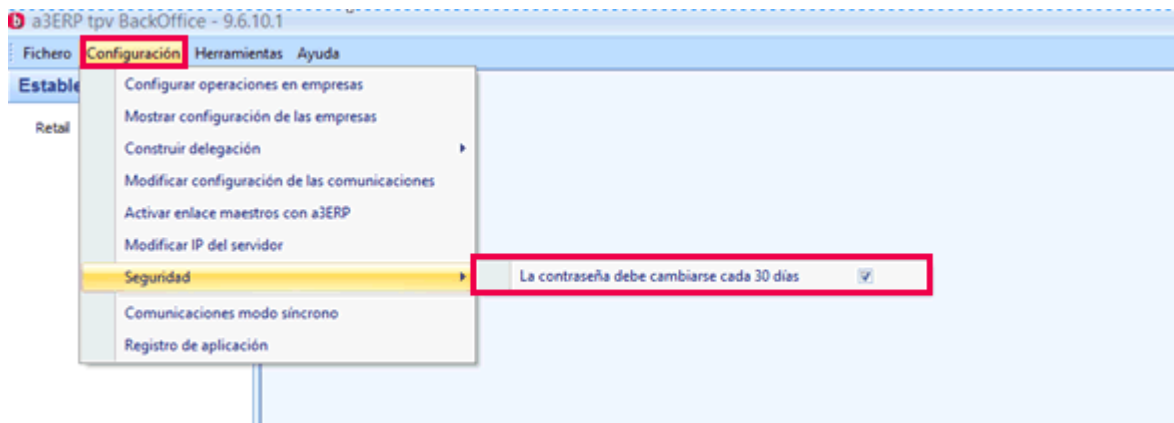 a3ERP tpv BackOffice - 9.6.10.1
Fichero Configuración Herramientas Ayuda
Estable
Retail
Configurar operaciones en empresas
Mostrar configuración de las empresas
Construir delegación
Modificar configuración de las comunicaciones
Activar enlace maestros con a3ERP
Modificar IP del servidor
Seguridad
La contraseña debe cambiarse cada 30 días
Comunicaciones modo síncrono
Registro de aplicación